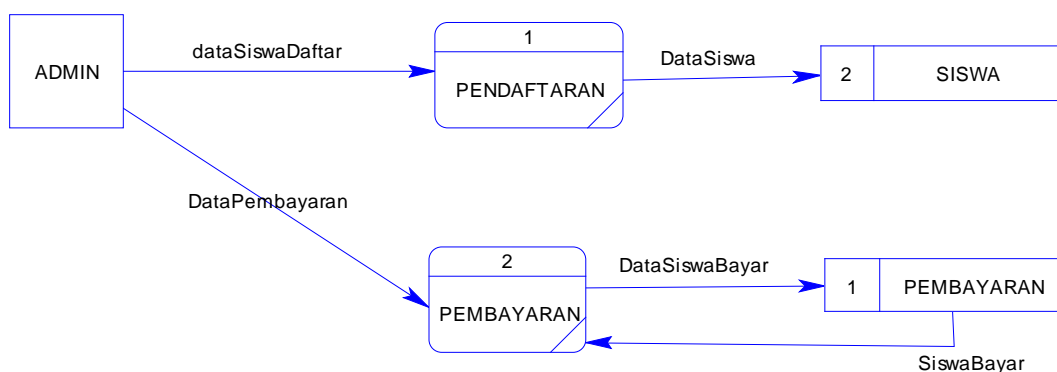 1
dataSiswaDaftar
DataSiswa
ADMIN
2
SISWA
PENDAFTARAN
DataPembayaran
2
DataSiswaBayar
1
PEMBAYARAN
PEMBAYARAN
SiswaBayar